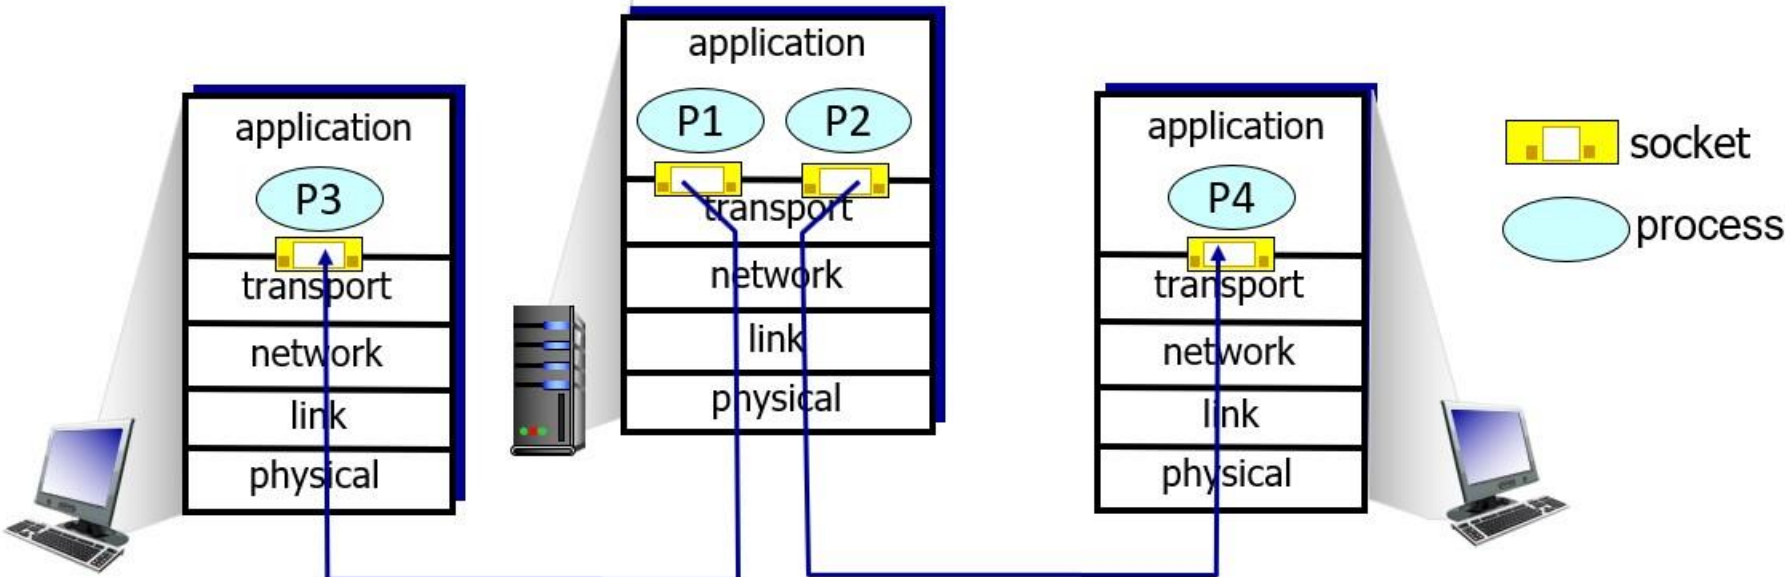 application
P3
transport
network
link
physical
application
P1 P2
transport
network
link
physical
application
P4
transport
network
link
physical
socket
process